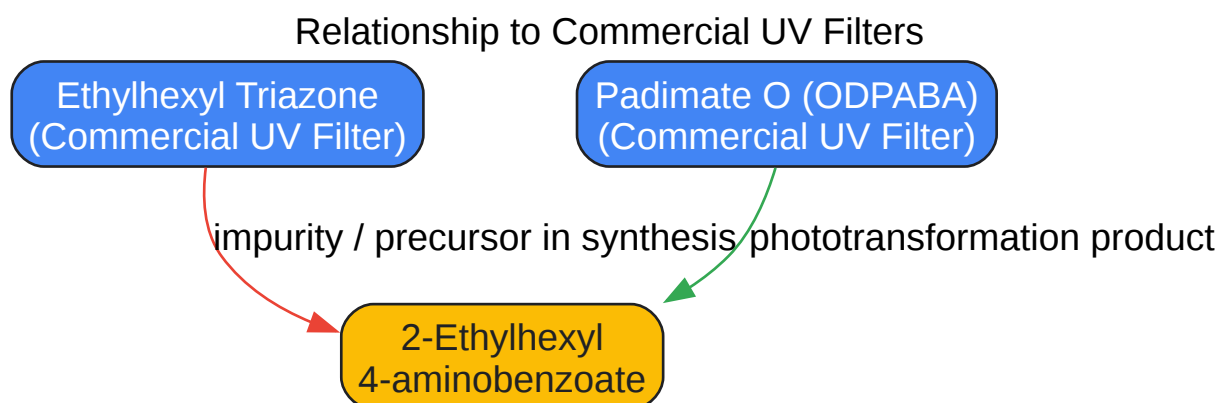 Relationship to Commercial UV Filters
Ethylhexyl Triazone
(Commercial UV Filter)
Padimate O (ODPABA)
(Commercial UV Filter)
impurity / precursor in synthesis
phototransformation product
2-Ethylhexyl
4-aminobenzoate